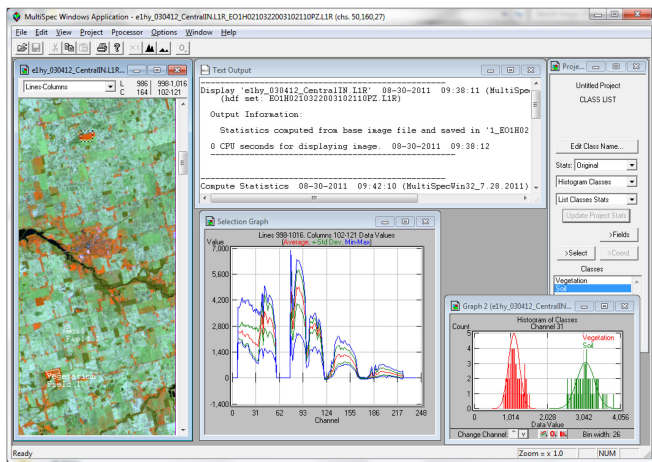 MultiSpec Windows Application - e1hy_030412_CentralIN.L1R_EO1H0210322003102110PZ.L1R (chs. 50,160,27)
File Edit View Project Processor Options Window Help
e1hy_030412_CentralIN.L1R...
Lines-Columns
L 986 998-1,016
C 164 102-121
Vegetation
Field
Text Output
Display 'e1hy_030412_CentralIN.L1R' 08-30-2011 09:38:11 (MultiSpe
(hdf set: EO1H0210322003102110PZ.L1R)
Output Information:
Statistics computed from base image file and saved in '1_EO1H02
0 CPU seconds for displaying image. 08-30-2011 09:38:12
Compute Statistics 08-30-2011 09:42:10 (MultiSpecWin32_7.28.2011)
Selection Graph
Lines 998-1016. Columns 102-121 Data Values
(Average, +-Std Dev, Min-Max)
Value
7,000
5,600
4,200
2,800
1,400
0
-1,400
0 31 62 93 124 155 186 217 248
Channel
Proje...
Untitled Project
CLASS LIST
Edit Class Name...
Stats: Original
Histogram Classes
List Classes Stats
Update Project Stats
>Fields
>Select >Coord
Classes
Vegetation
Soil
Graph 2 (e1hy_030412_CentralIN...
Histogram of Classes
Channel 31
Count
Vegetation
Soil
5
4
3
2
1
0
0 1,014 2,028 3,042 4,056
Data Value
Change Channel: Bin width: 26
Ready Zoom = x 1.0 NUM